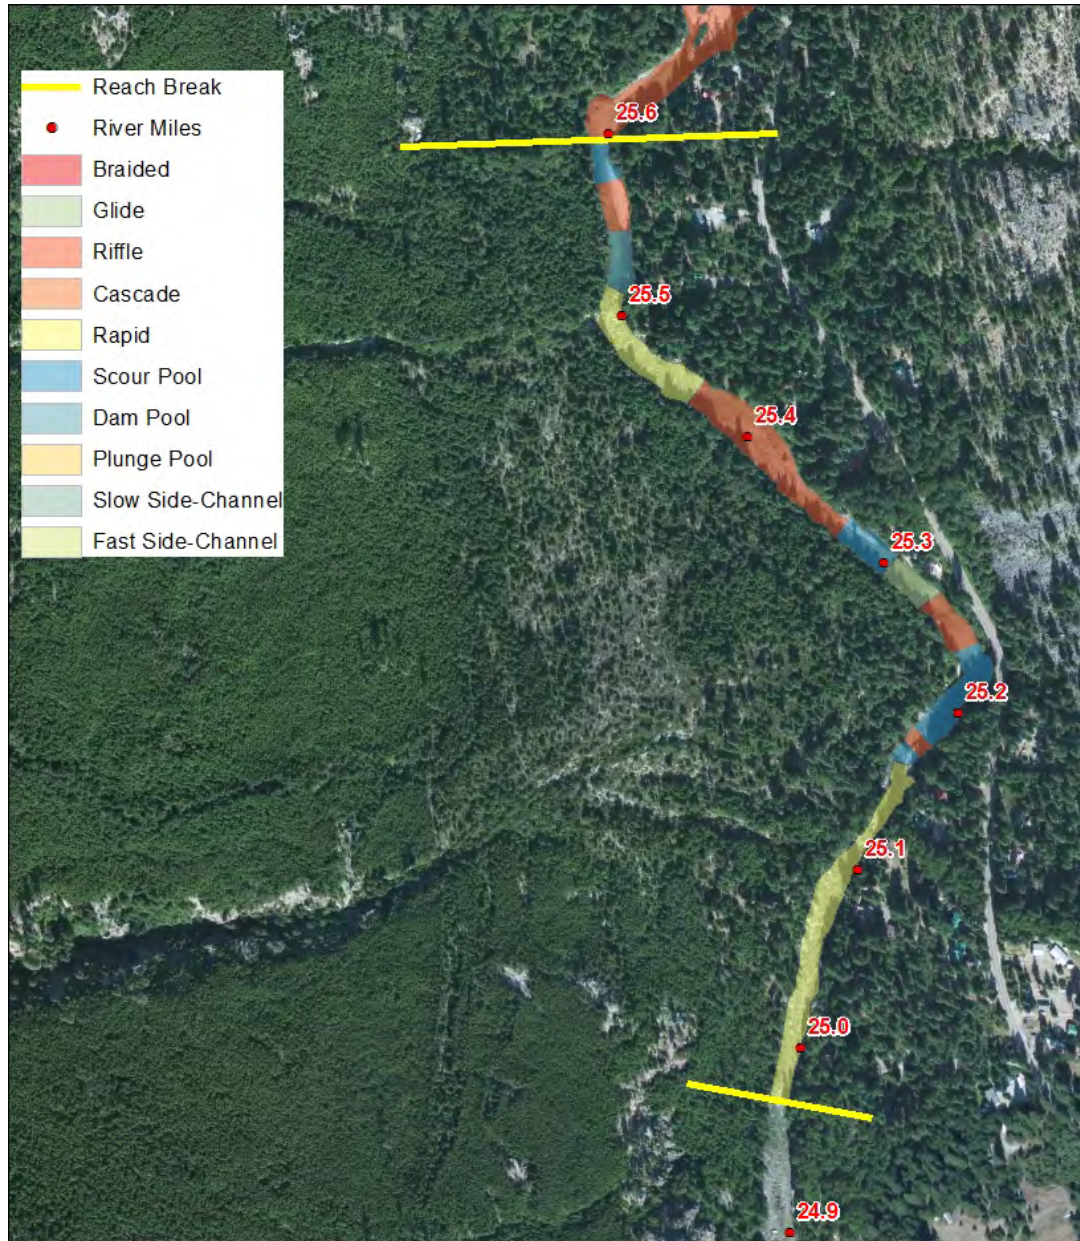 Reach Break
River Miles
Braided
Glide
Riffle
Cascade
Rapid
Scour Pool
Dam Pool
Plunge Pool
Slow Side-Channel
Fast Side-Channel
25.6
25.5
25.4
25.3
25.2
25.1
25.0
24.9